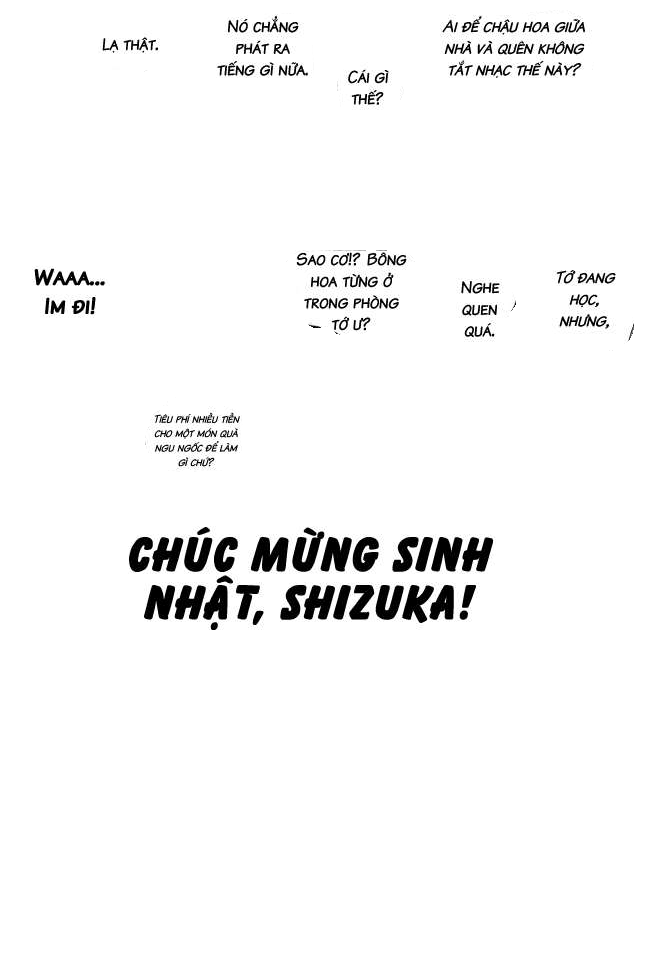 Ai để chậu hoa giữa
nhà và quên không
tắt nhạc thế này?
Cái gì
thế?
Nó chẳng
phát ra
tiếng gì nữa.
Lạ thật.
Tớ đang
học,
nhưng,
Nghe
quen
quá.
Sao cơ!? Bông
hoa từng ở
trong phòng
tớ ư?
Waaa...
Im đi!
Tiêu phí nhiều tiền
cho một món quà
ngu ngốc để làm
gì chứ?
CHÚC MỪNG SINH
NHẬT, SHIZUKA!